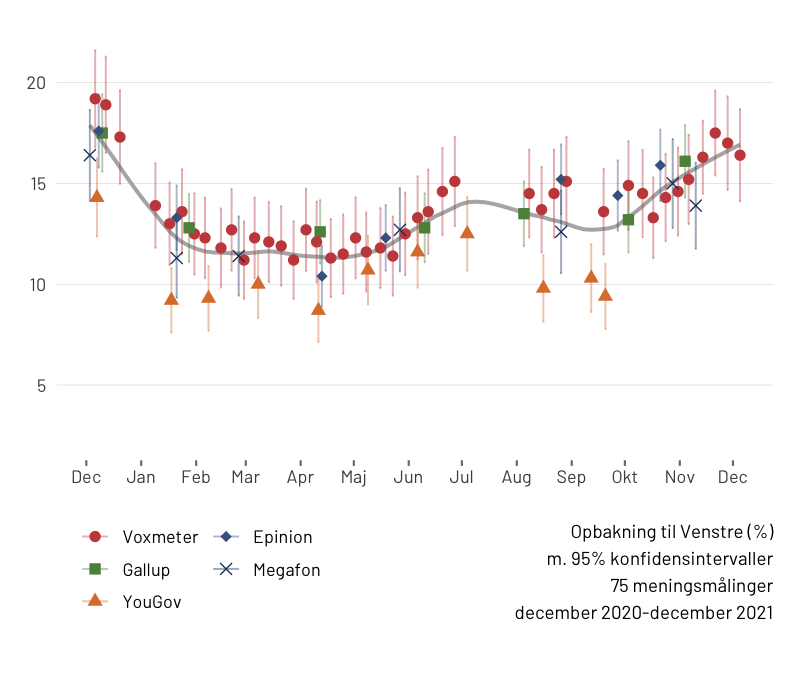 20
15
10
5
Dec Jan Feb Mar Apr Maj Jun Jul Aug Sep Okt Nov Dec
Voxmeter Epinion
Gallup Megafon
YouGov
Opbakning til Venstre (%)
m. 95% konfidensintervaller
75 meningsmålinger
december 2020-december 2021